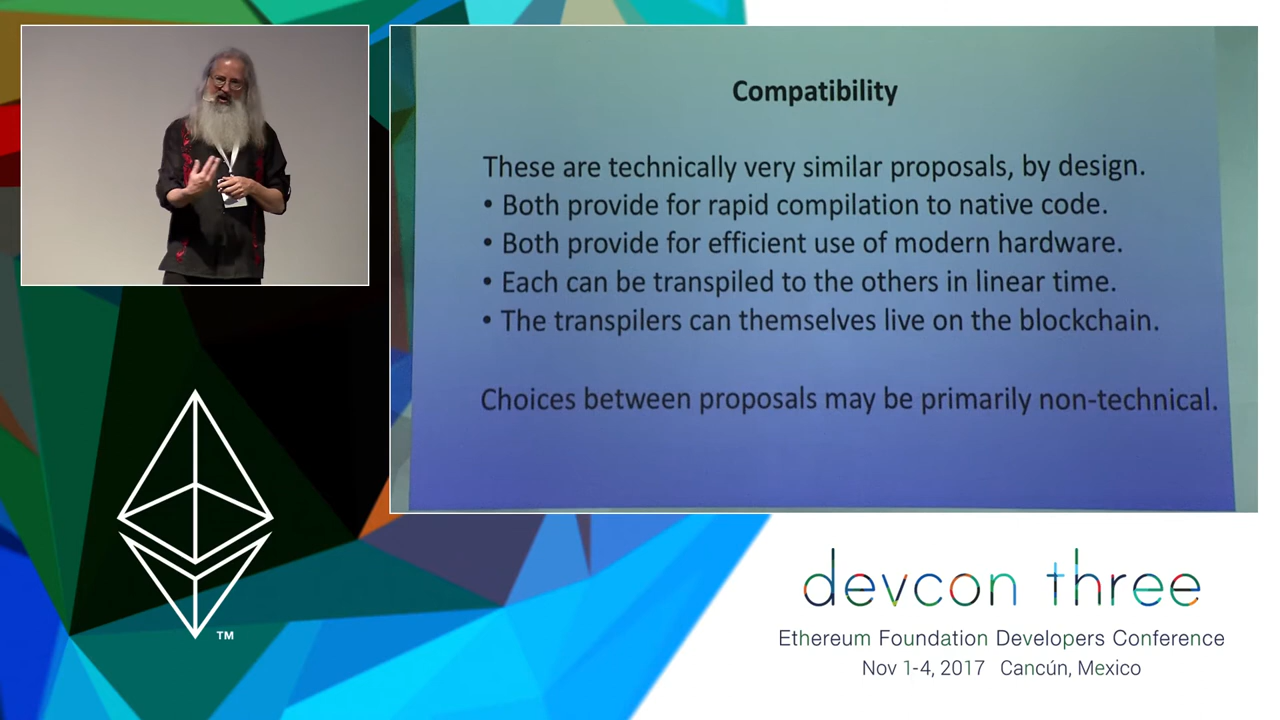 Compatibility
These are technically very similar proposals, by design.
• Both provide for rapid compilation to native code.
• Both provide for efficient use of modern hardware.
• Each can be transpiled to the others in linear time.
• The transpilers can themselves live on the blockchain.
Choices between proposals may be primarily non-technical.
TM
devcon three
Ethereum Foundation Developers Conference
Nov 1-4, 2017 Cancún, Mexico